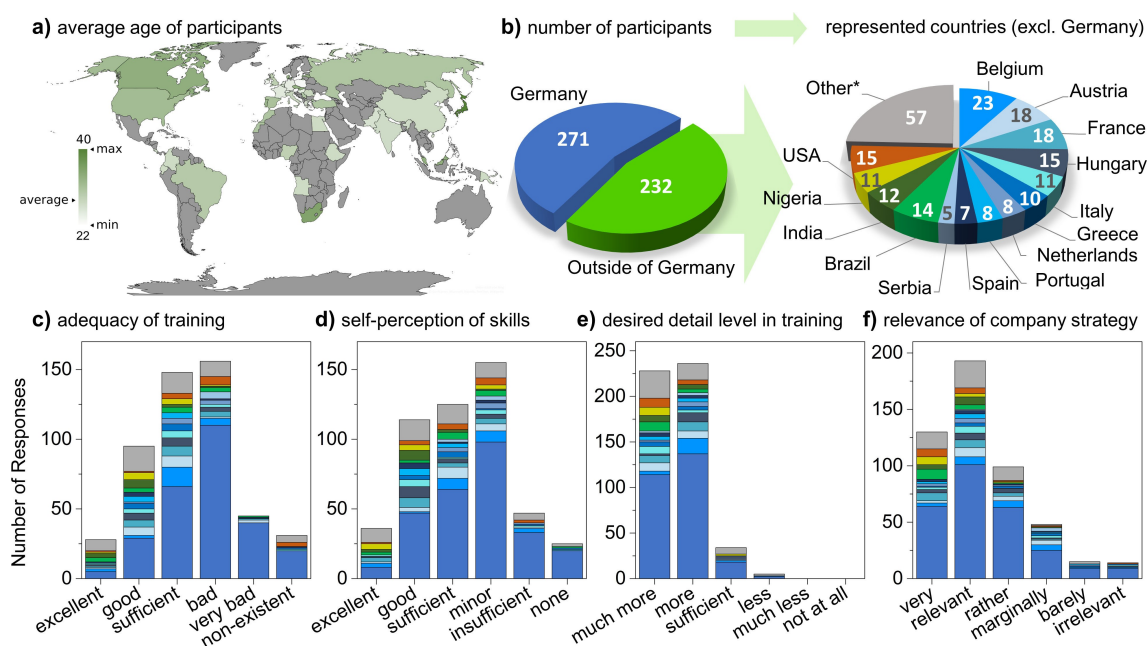 a) average age of participants
40
max
average
min
22
b) number of participants
represented countries (excl. Germany)
Germany
271
232
Outside of Germany
Other*
57
Belgium
23
Austria
18
France
18
Hungary
15
Italy
11
Greece
10
Netherlands
8
Portugal
8
Spain
7
Serbia
5
Brazil
14
India
12
Nigeria
11
USA
15
c) adequacy of training
Number of Responses
150
100
50
0
excellent
good
sufficient
bad
very bad
non-existent
d) self-perception of skills
150
100
50
0
excellent
good
sufficient
minor
insufficient
none
e) desired detail level in training
250
200
150
100
50
0
much more
more
sufficient
less
much less
not at all
f) relevance of company strategy
200
150
100
50
0
very
relevant
rather
marginally
barely
irrelevant